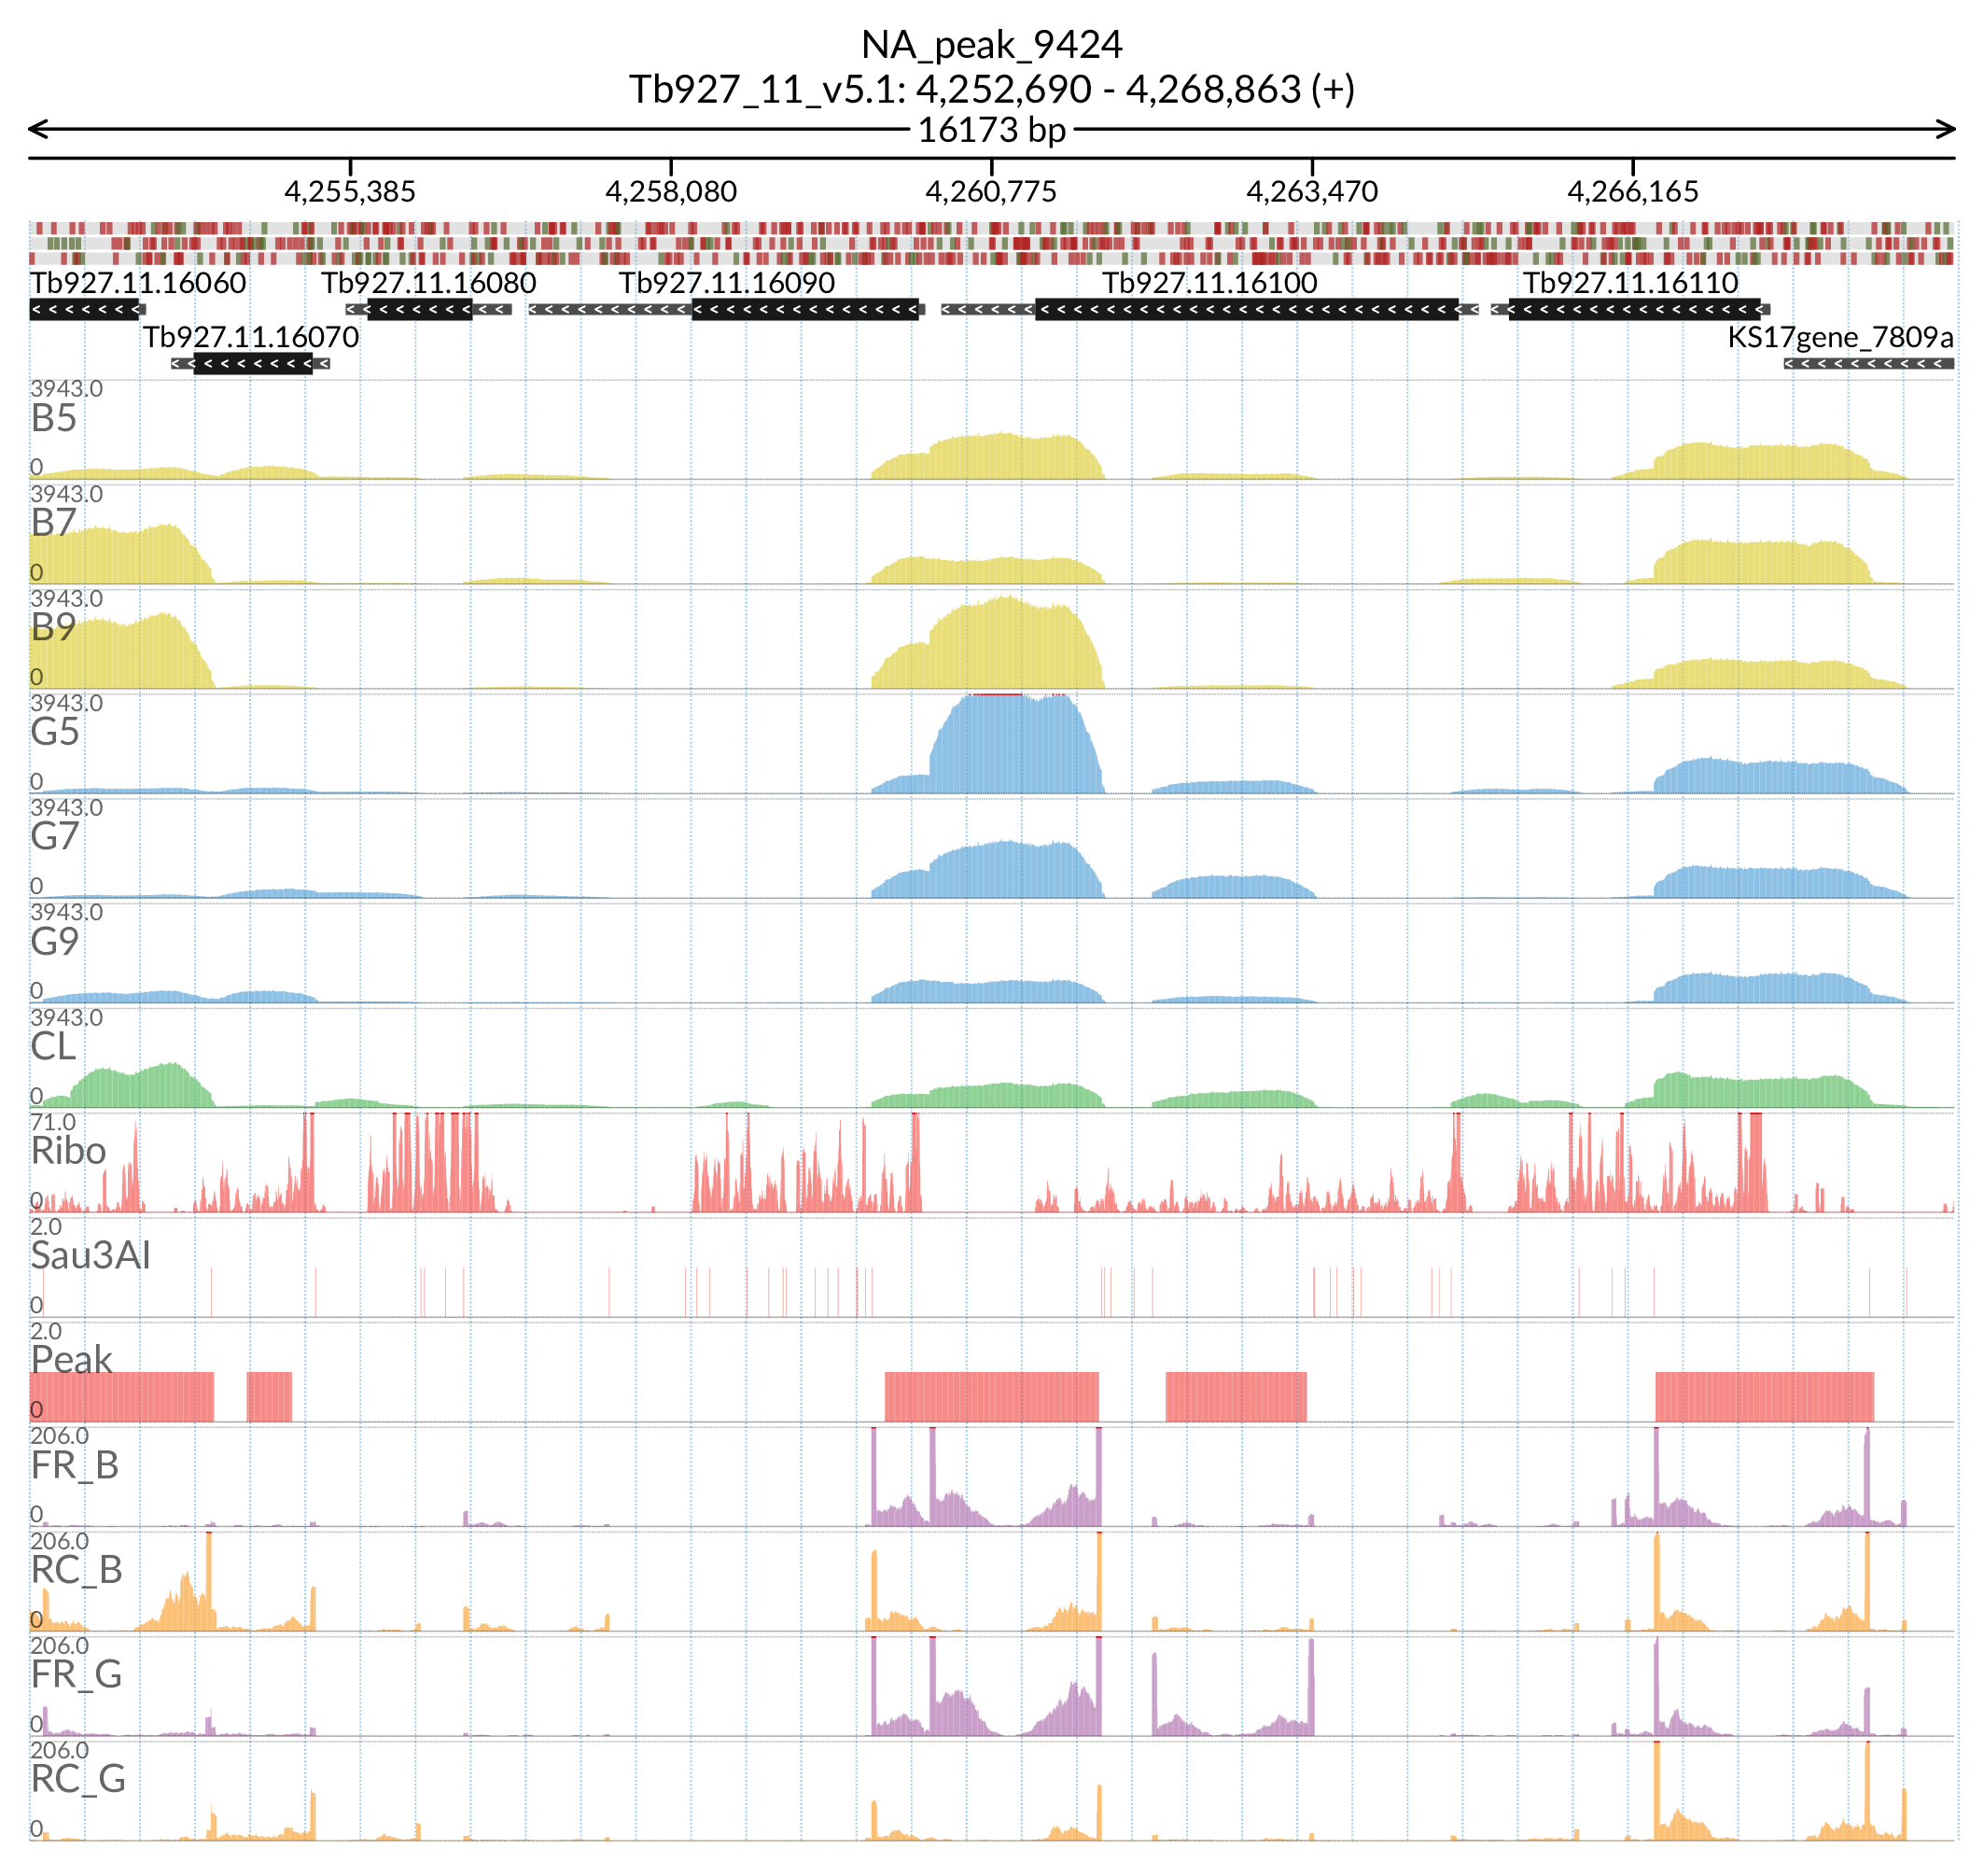 NA_peak_9424
Tb927_11_v5.1: 4,252,690 - 4,268,863 (+)
16173 bp
4,255,385 4,258,080 4,260,775 4,263,470 4,266,165
Tb927.11.16060 Tb927.11.16080 Tb927.11.16090 Tb927.11.16100 Tb927.11.16110
Tb927.11.16070 KS17gene_7809a
3943.0
B5
0
3943.0
B7
0
3943.0
B9
0
3943.0
G5
0
3943.0
G7
0
3943.0
G9
0
3943.0
CL
0
71.0
Ribo
0
2.0
Sau3AI
0
2.0
Peak
0
206.0
FR_B
0
206.0
RC_B
0
206.0
FR_G
0
206.0
RC_G
0